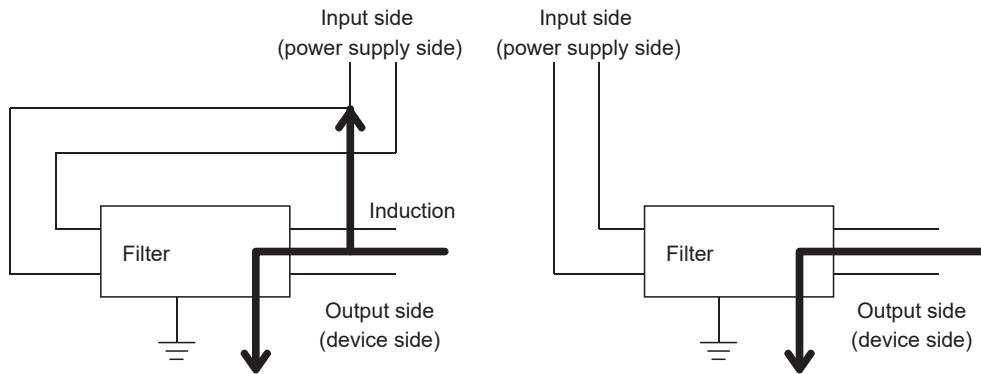 Input side
(power supply side)
Induction
Filter
Output side
(device side)
Input side
(power supply side)
Filter
Output side
(device side)